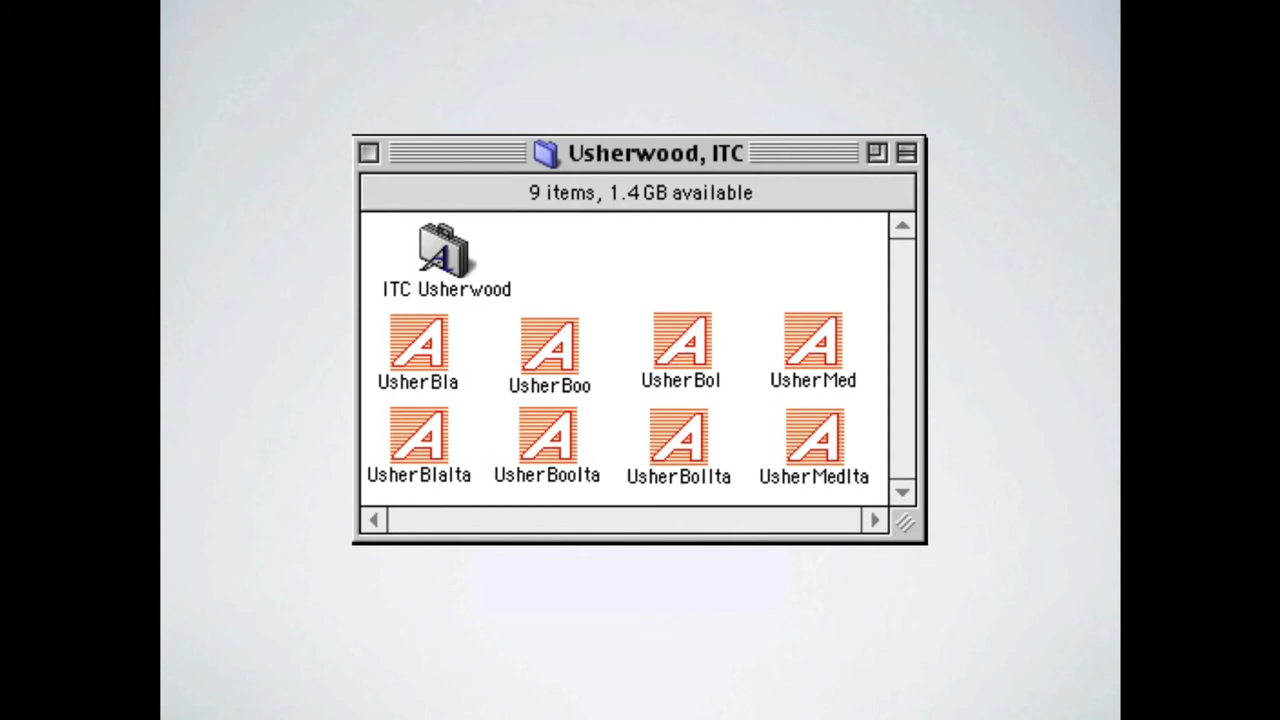 Usherwood, ITC
9 items, 1.4 GB available
ITC Usherwood
UsherBla UsherBoo UsherBol UsherMed
UsherBlaIta UsherBooIta UsherBolIta UsherMedIta